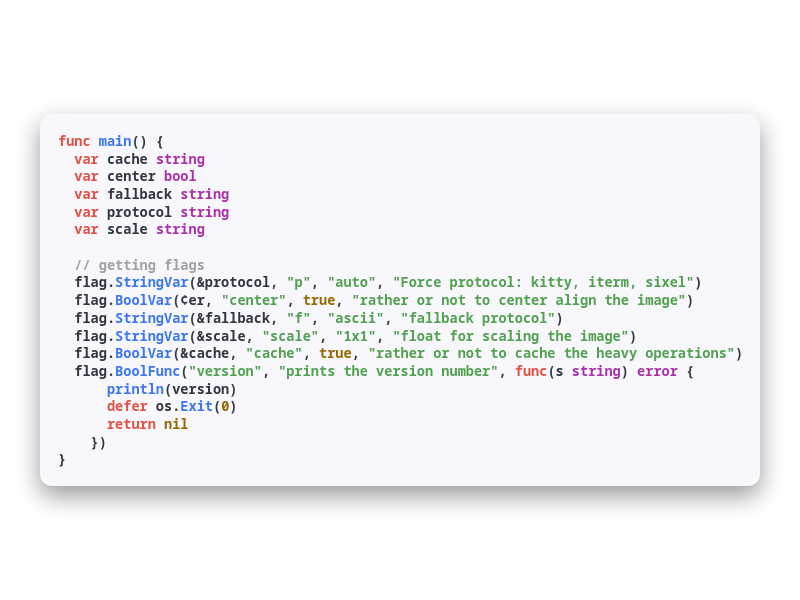 func main() {
  var cache string
  var center bool
  var fallback string
  var protocol string
  var scale string

  // getting flags
  flag.StringVar(&protocol, "p", "auto", "Force protocol: kitty, iterm, sixel")
  flag.BoolVar(¢er, "center", true, "rather or not to center align the image")
  flag.StringVar(&fallback, "f", "ascii", "fallback protocol")
  flag.StringVar(&scale, "scale", "1x1", "float for scaling the image")
  flag.BoolVar(&cache, "cache", true, "rather or not to cache the heavy operations")
  flag.BoolFunc("version", "prints the version number", func(s string) error {
      println(version)
      defer os.Exit(0)
      return nil
    })
}